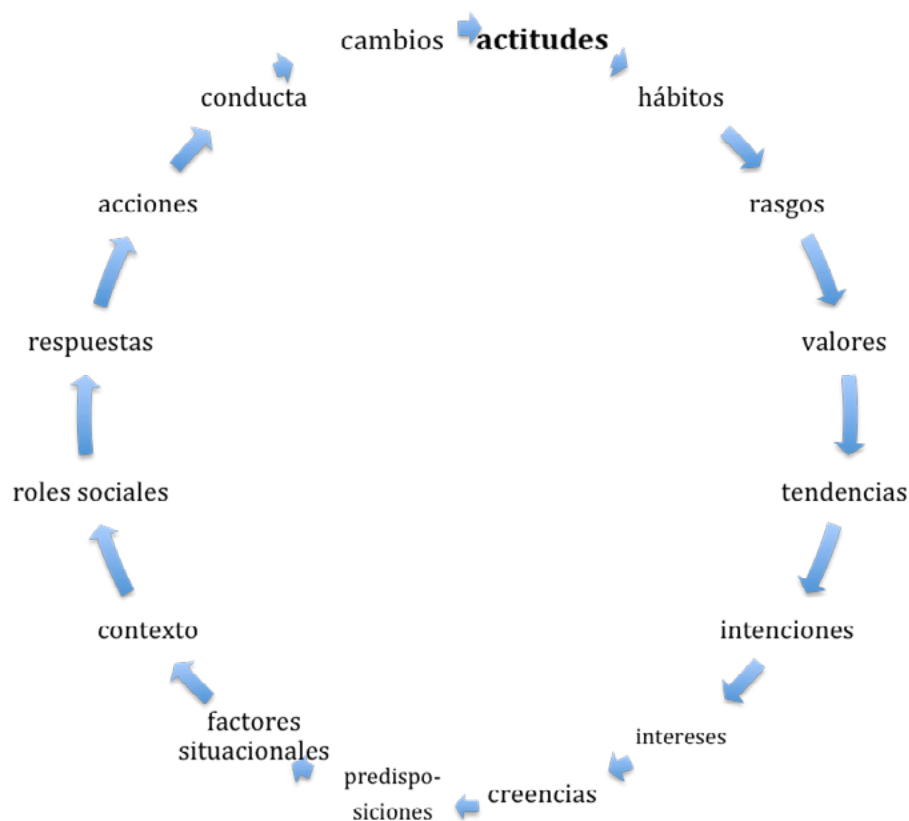 cambios
actitudes
hábitos
rasgos
valores
tendencias
intenciones
intereses
creencias
predispo-
siciones
factores
situacionales
contexto
roles sociales
respuestas
acciones
conducta